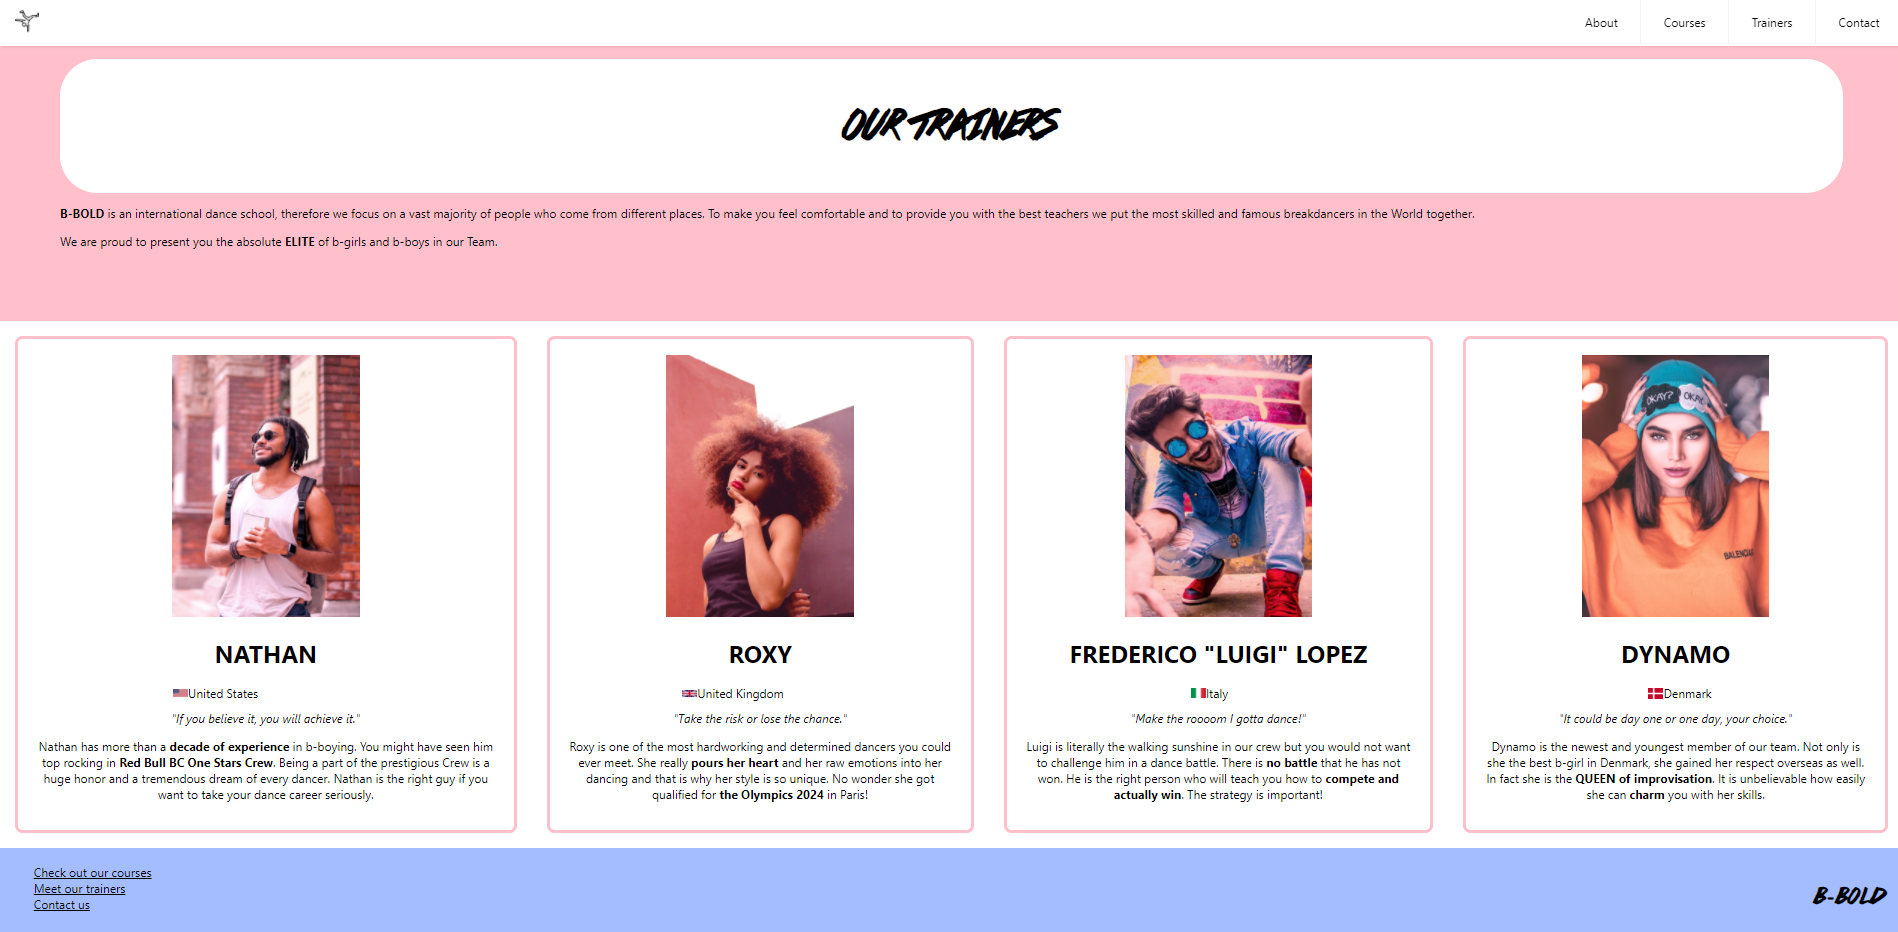 About
Courses
Trainers
Contact
OUR TRAINERS
B-BOLD is an international dance school, therefore we focus on a vast majority of people who come from different places. To make you feel comfortable and to provide you with the best teachers we put the most skilled and famous breakdancers in the World together.
We are proud to present you the absolute ELITE of b-girls and b-boys in our Team.
NATHAN
United States
"If you believe it, you will achieve it."
Nathan has more than a decade of experience in b-boying. You might have seen him
top rocking in Red Bull BC One Stars Crew. Being a part of the prestigious Crew is a
huge honor and a tremendous dream of every dancer. Nathan is the right guy if you
want to take your dance career seriously.
ROXY
United Kingdom
"Take the risk or lose the chance."
Roxy is one of the most hardworking and determined dancers you could
ever meet. She really pours her heart and her raw emotions into her
dancing and that is why her style is so unique. No wonder she got
qualified for the Olympics 2024 in Paris!
FREDERICO "LUIGI" LOPEZ
Italy
"Make the roooom I gotta dance!"
Luigi is literally the walking sunshine in our crew but you would not want
to challenge him in a dance battle. There is no battle that he has not
won. He is the right person who will teach you how to compete and
actually win. The strategy is important!
OKAY? OKAY.
BALENCIAGA
DYNAMO
Denmark
"It could be day one or one day, your choice."
Dynamo is the newest and youngest member of our team. Not only is
she the best b-girl in Denmark, she gained her respect overseas as well.
In fact she is the QUEEN of improvisation. It is unbelievable how easily
she can charm you with her skills.
Check out our courses
Meet our trainers
Contact us
B-BOLD